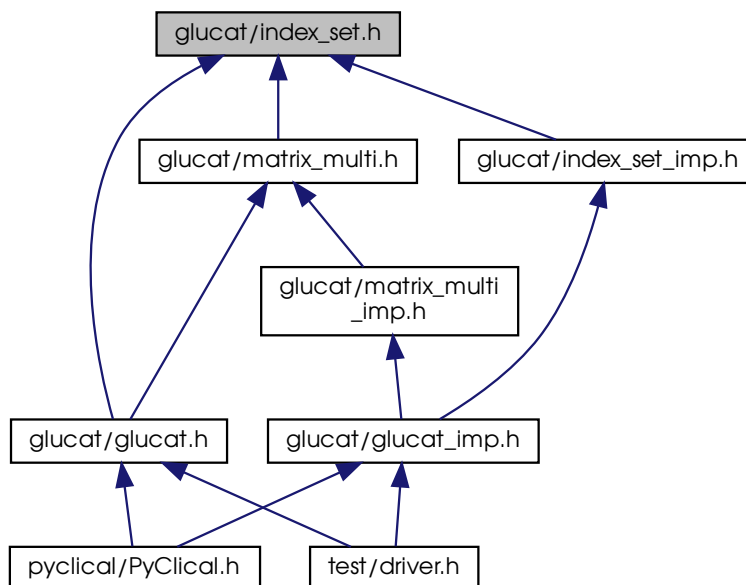 glucat/index_set.h
glucat/matrix_multi.h
glucat/index_set_imp.h
glucat/matrix_multi
_imp.h
glucat/glucat.h
glucat/glucat_imp.h
pyclical/PyClical.h
test/driver.h